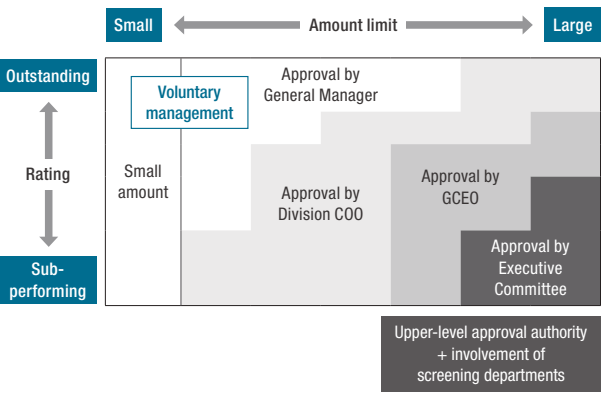 Small
Amount limit
Large
Outstanding
Rating
Sub-
performing
Voluntary
management
Small
amount
Approval by
General Manager
Approval by
Division COO
Approval by
GCEO
Approval by
Executive
Committee
Upper-level approval authority
+ involvement of
screening departments